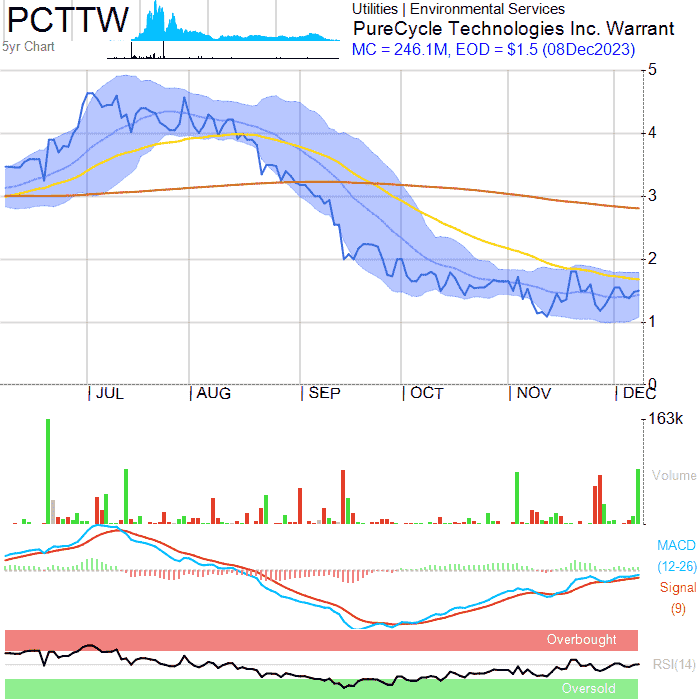 PCTTW
5yr Chart
Utilities | Environmental Services
PureCycle Technologies Inc. Warrant
MC = 246.1M, EOD = $1.5 (08Dec2023)
5
4
3
2
1
0
JUL AUG SEP OCT NOV DEC
163k
Volume
MACD
(12-26)
Signal
(9)
Overbought
RSI(14)
Oversold